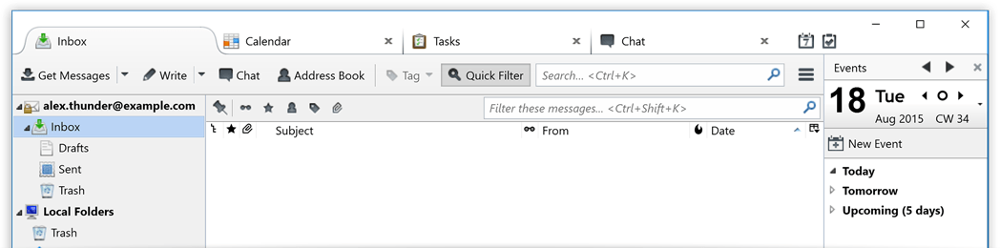 Inbox
Calendar
Tasks
Chat
7
Get Messages
Write
Chat
Address Book
Tag
Quick Filter
Search... <Ctrl+K>
Events
alex.thunder@example.com
Filter these messages... <Ctrl+Shift+K>
18 Tue
Aug 2015 CW 34
Inbox
Subject
From
Date
Drafts
New Event
Sent
Today
Trash
Tomorrow
Local Folders
Upcoming (5 days)
Trash